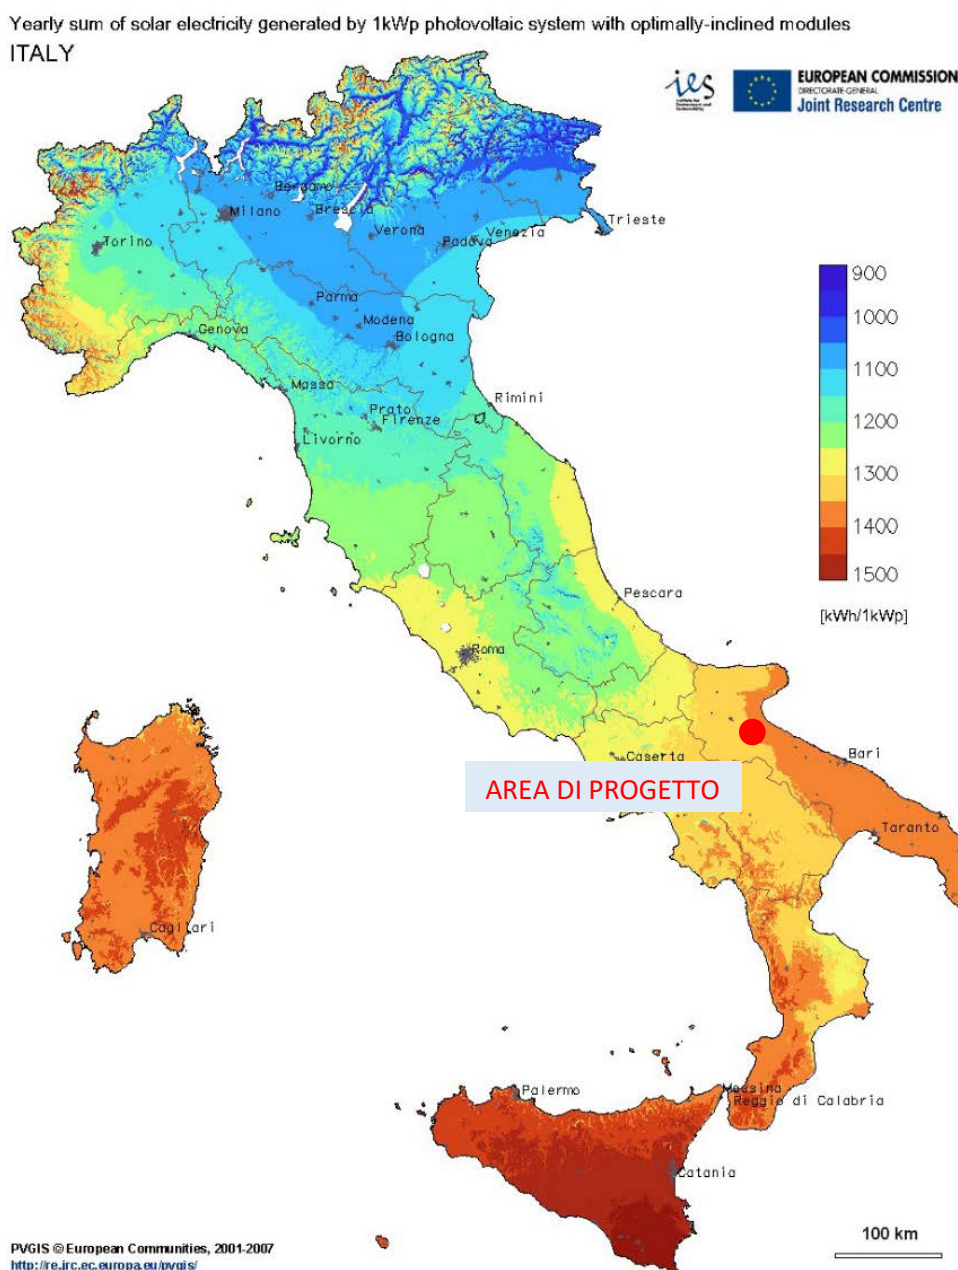 Yearly sum of solar electricity generated by 1kWp photovoltaic system with optimally-inclined modules
ITALY
ies
EUROPEAN COMMISSION
DIRECTORATE-GENERAL
Joint Research Centre
Bergamo
Milano
Brescia
Trieste
Verona
Venezia
Torino
Padova
900
Parma
1000
Modena
Genova
Bologna
1100
Massa
Rimini
Prato
Firenze
1200
Livorno
1300
1400
1500
Pescara
[kWh/1kWp]
Roma
Bari
Caserta
AREA DI PROGETTO
Taranto
Cagliari
Palermo
Messina
Reggio di Calabria
Catania
100 km
PVGIS © European Communities, 2001-2007
http://re.jrc.ec.europa.eu/pvgis/